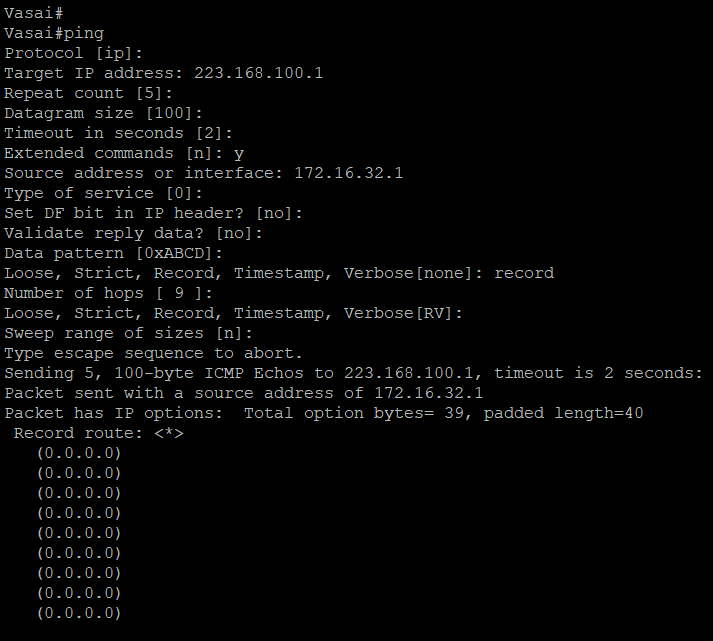 Vasai#
Vasai#ping
Protocol [ip]:
Target IP address: 223.168.100.1
Repeat count [5]:
Datagram size [100]:
Timeout in seconds [2]:
Extended commands [n]: y
Source address or interface: 172.16.32.1
Type of service [0]:
Set DF bit in IP header? [no]:
Validate reply data? [no]:
Data pattern [0xABCD]:
Loose, Strict, Record, Timestamp, Verbose[none]: record
Number of hops [ 9 ]:
Loose, Strict, Record, Timestamp, Verbose[RV]:
Sweep range of sizes [n]:
Type escape sequence to abort.
Sending 5, 100-byte ICMP Echos to 223.168.100.1, timeout is 2 seconds:
Packet sent with a source address of 172.16.32.1
Packet has IP options:  Total option bytes= 39, padded length=40
 Record route: <*>
   (0.0.0.0)
   (0.0.0.0)
   (0.0.0.0)
   (0.0.0.0)
   (0.0.0.0)
   (0.0.0.0)
   (0.0.0.0)
   (0.0.0.0)
   (0.0.0.0)